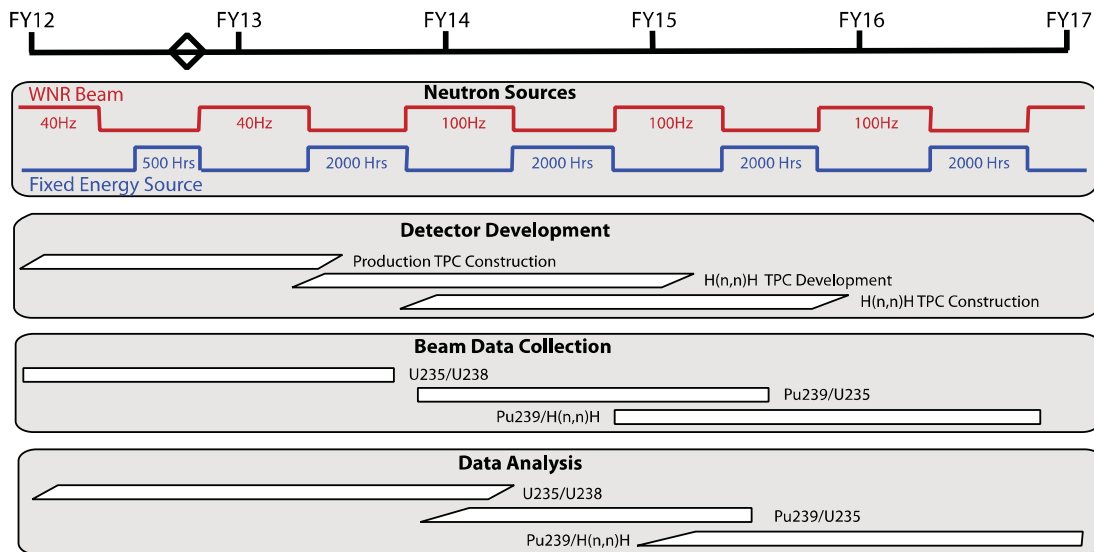 FY12 FY13 FY14 FY15 FY16 FY17
Neutron Sources
WNR Beam
40Hz 40Hz 100Hz 100Hz 100Hz
500 Hrs 2000 Hrs 2000 Hrs 2000 Hrs 2000 Hrs
Fixed Energy Source
Detector Development
Production TPC Construction
H(n,n)H TPC Development
H(n,n)H TPC Construction
Beam Data Collection
U235/U238
Pu239/U235
Pu239/H(n,n)H
Data Analysis
U235/U238
Pu239/U235
Pu239/H(n,n)H